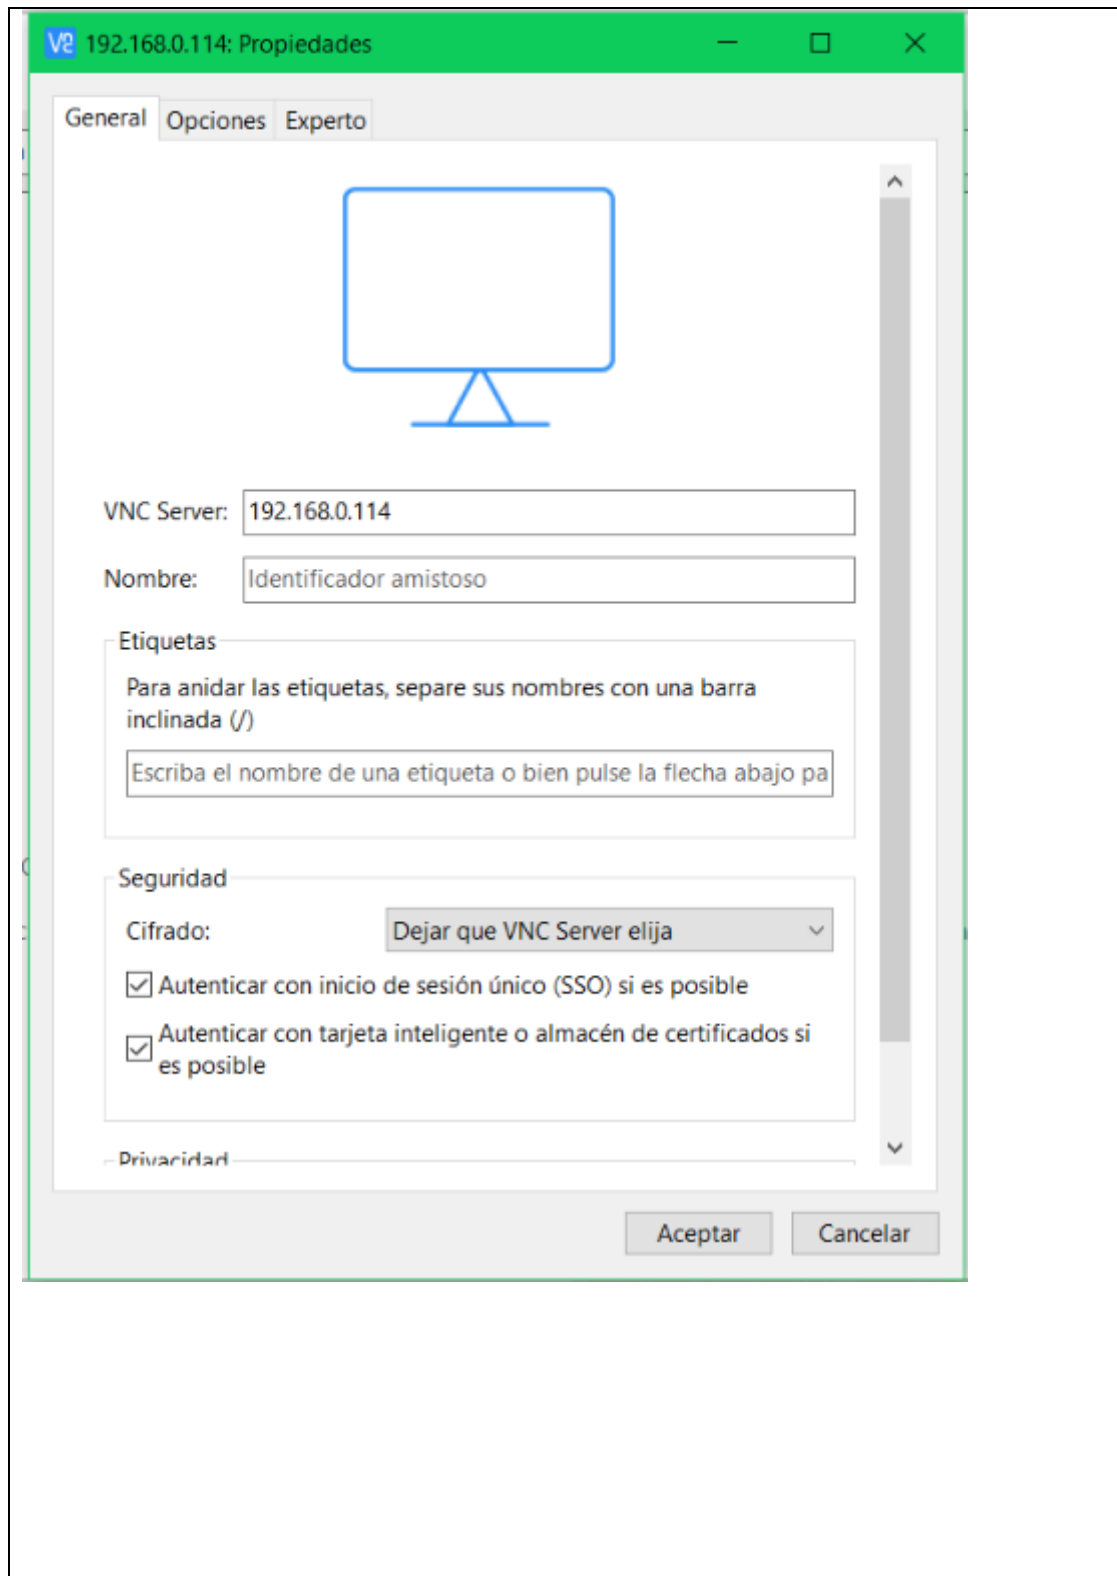 192.168.0.114: Propiedades
General Opciones Experto
VNC Server: 192.168.0.114
Nombre: Identificador amistoso
Etiquetas
Para anidar las etiquetas, separe sus nombres con una barra
inclinada (/)
Escriba el nombre de una etiqueta o bien pulse la flecha abajo pa
Seguridad
Cifrado: Dejar que VNC Server elija
Autenticar con inicio de sesión único (SSO) si es posible
Autenticar con tarjeta inteligente o almacén de certificados si
es posible
Privacidad
Aceptar Cancelar